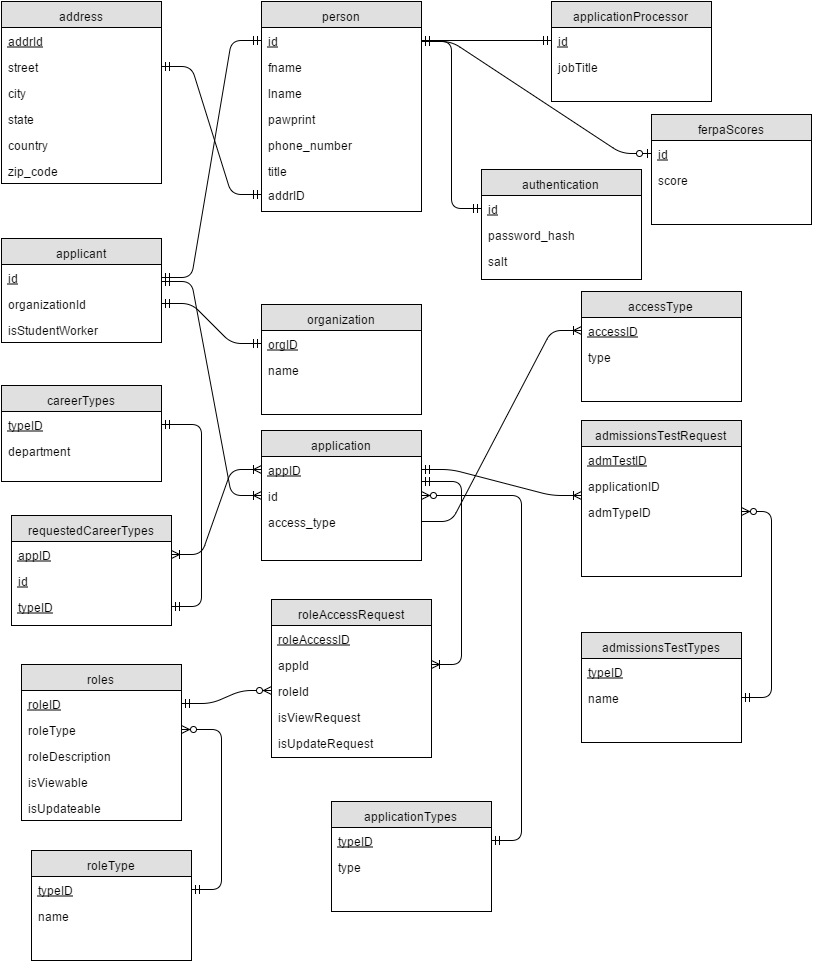 address
addrId
street
city
state
country
zip_code
person
id
fname
lname
pawprint
phone_number
title
addrID
applicationProcessor
id
jobTitle
ferpaScores
id
score
authentication
id
password_hash
salt
applicant
id
organizationId
isStudentWorker
organization
orgID
name
accessType
accessID
type
careerTypes
typeID
department
application
appID
id
access_type
admissionsTestRequest
admTestID
applicationID
admTypeID
requestedCareerTypes
appID
id
typeID
roleAccessRequest
roleAccessID
appId
roleId
isViewRequest
isUpdateRequest
admissionsTestTypes
typeID
name
roles
roleID
roleType
roleDescription
isViewable
isUpdateable
applicationTypes
typeID
type
roleType
typeID
name